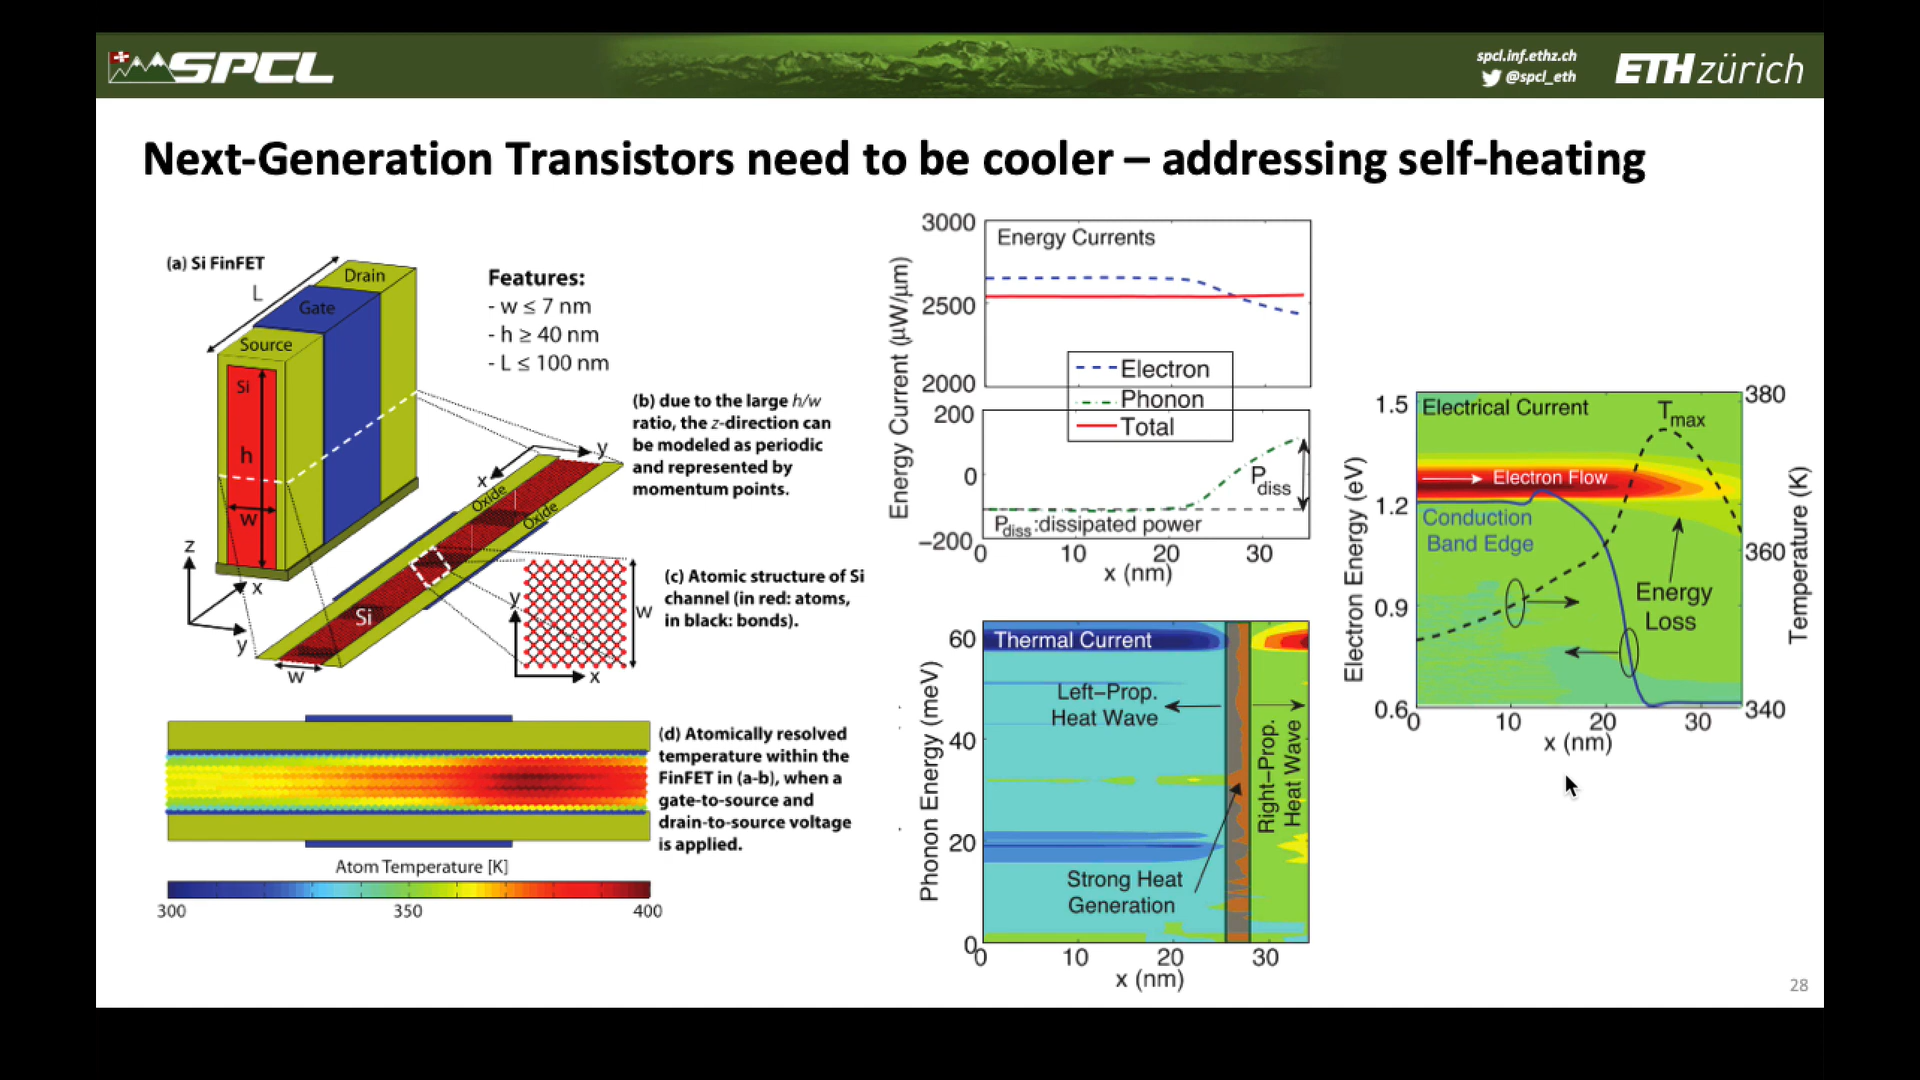 SPCL
spcl.inf.ethz.ch
@spcl_eth
ETH zürich
Next-Generation Transistors need to be cooler – addressing self-heating
(a) Si FinFET
L
Drain
Gate
Source
Si
h
w
z
x
y
Features:
- w ≤ 7 nm
- h ≥ 40 nm
- L ≤ 100 nm
(b) due to the large h/w
ratio, the z-direction can
be modeled as periodic
and represented by
momentum points.
x
y
Oxide
Oxide
Si
w
y
w
x
(c) Atomic structure of Si
channel (in red: atoms,
in black: bonds).
(d) Atomically resolved
temperature within the
FinFET in (a-b), when a
gate-to-source and
drain-to-source voltage
is applied.
Atom Temperature [K]
300 350 400
Energy Currents
3000
2500
2000
200
0
−200
Energy Current (μW/μm)
Electron
Phonon
Total
Pdiss
Pdiss:dissipated power
0 10 20 30
x (nm)
Thermal Current
60
40
20
0
Phonon Energy (meV)
Left−Prop.
Heat Wave
Right−Prop.
Heat Wave
Strong Heat
Generation
0 10 20 30
x (nm)
Electrical Current
Tmax
Electron Flow
Conduction
Band Edge
Energy
Loss
1.5
1.2
0.9
0.6
Electron Energy (eV)
380
360
340
Temperature (K)
0 10 20 30
x (nm)
28